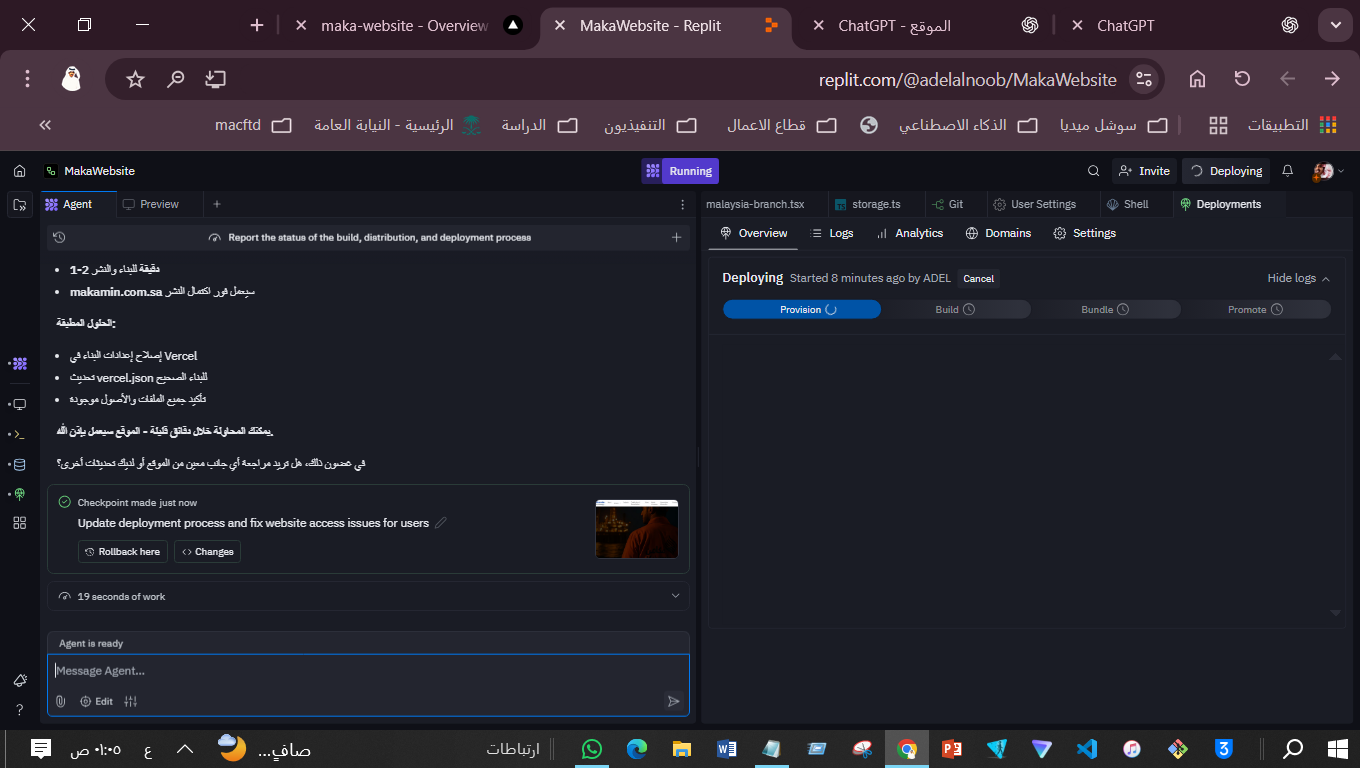 maka-website - Overview
MakaWebsite - Replit
ChatGPT - الموقع
ChatGPT
replit.com/@adelalnoob/MakaWebsite
التطبيقات
سوشل ميديا
الذكاء الاصطناعي
قطاع الاعمال
التنفيذيون
الدراسة
الرئيسية - النيابة العامة
macftd
MakaWebsite
Running
Invite
Deploying
Agent
Preview
malaysia-branch.tsx
storage.ts
Git
User Settings
Shell
Deployments
Report the status of the build, distribution, and deployment process
1-2 دقيقة للبناء والنشر
makamin.com.sa سيعمل فور اكتمال النشر
الحلول المطبقة:
إصلاح إعدادات البناء في Vercel
تحديث vercel.json للبناء الصحيح
تأكيد جميع الملفات والأصول موجودة
يمكنك المحاولة خلال دقائق قليلة - الموقع سيعمل بإذن الله.
في غضون ذلك، هل تريد مراجعة أي جانب معين من الموقع أو لديك تحديثات أخرى؟
Checkpoint made just now
Update deployment process and fix website access issues for users
Rollback here
Changes
19 seconds of work
Agent is ready
Message Agent...
Edit
Overview
Logs
Analytics
Domains
Settings
Deploying Started 8 minutes ago by ADEL Cancel
Hide logs
Provision
Build
Bundle
Promote
٠١:٠٥ ص
ع
صافٍ...
ارتباطات